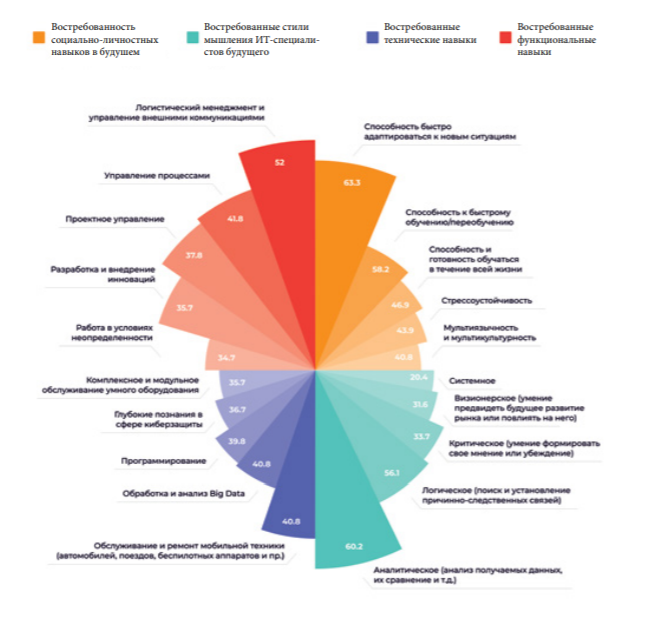 Востребованность
социально-личностных
навыков в будушем
Востребованные стили
мышления ИТ-специали-
стов будущего
Востребованные
технические навыки
Востребованные
функциональные
навыки
Логистический менеджмент и
управление внешними коммуникациями
Способность быстро
адаптироваться к новым ситуациям
52
63.3
Управление процессами
41.8
Способность к быстрому
обучению/переобучению
58.2
Проектное управление
37.8
Способность и
готовность обучаться
в течение всей жизни
46.9
Разработка и внедрение
инноваций
35.7
Стрессоустойчивость
43.9
Работа в условиях
неопределенности
34.7
Мультиязычность
и мультикультурность
40.8
Комплексное и модульное
обслуживание умного оборудования
35.7
20.4
Системное
Глубокие познания в
сфере киберзащиты
36.7
31.6
Визионерское (умение
предвидеть будущее развитие
рынка или повлиять на него)
Программирование
39.8
33.7
Критическое (умение формировать
свое мнение или убеждение)
Обработка и анализ Big Data
40.8
56.1
Логическое (поиск и установление
причинно-следственных связей)
40.8
Обслуживание и ремонт мобильной техники
(автомобилей, поездов, беспилотных аппаратов и пр.)
60.2
Аналитическое (анализ получаемых данных,
их сравнение и т.д.)